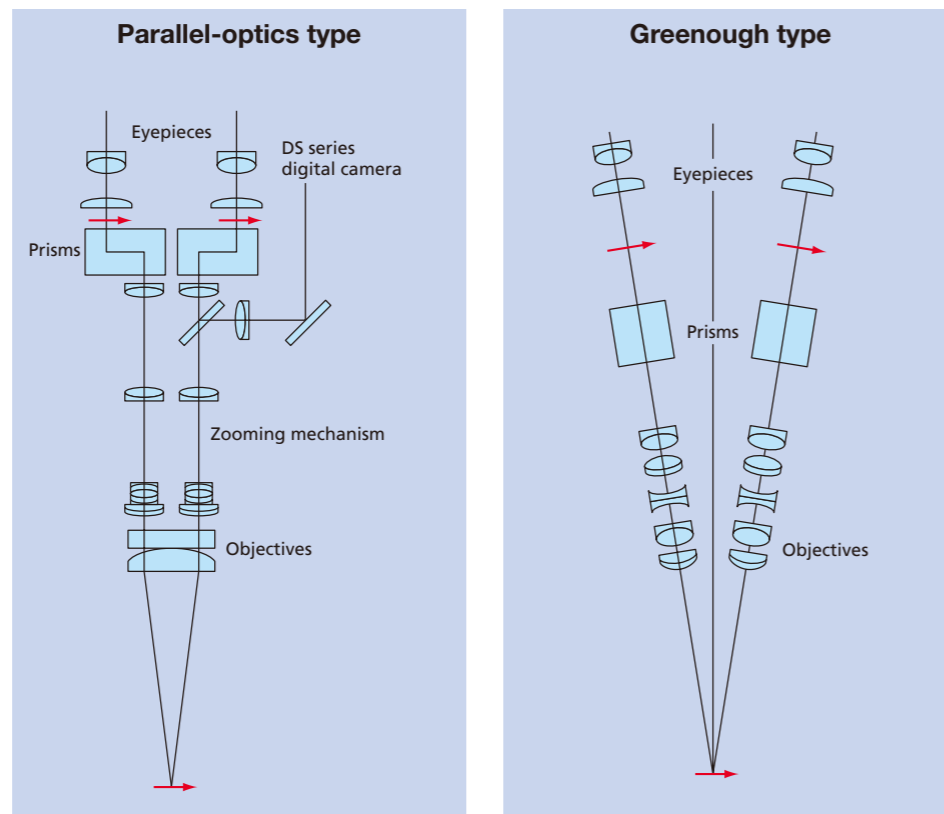 Parallel-optics type
Eyepieces
DS series
digital camera
Prisms
Zooming mechanism
Objectives
Greenough type
Eyepieces
Prisms
Objectives